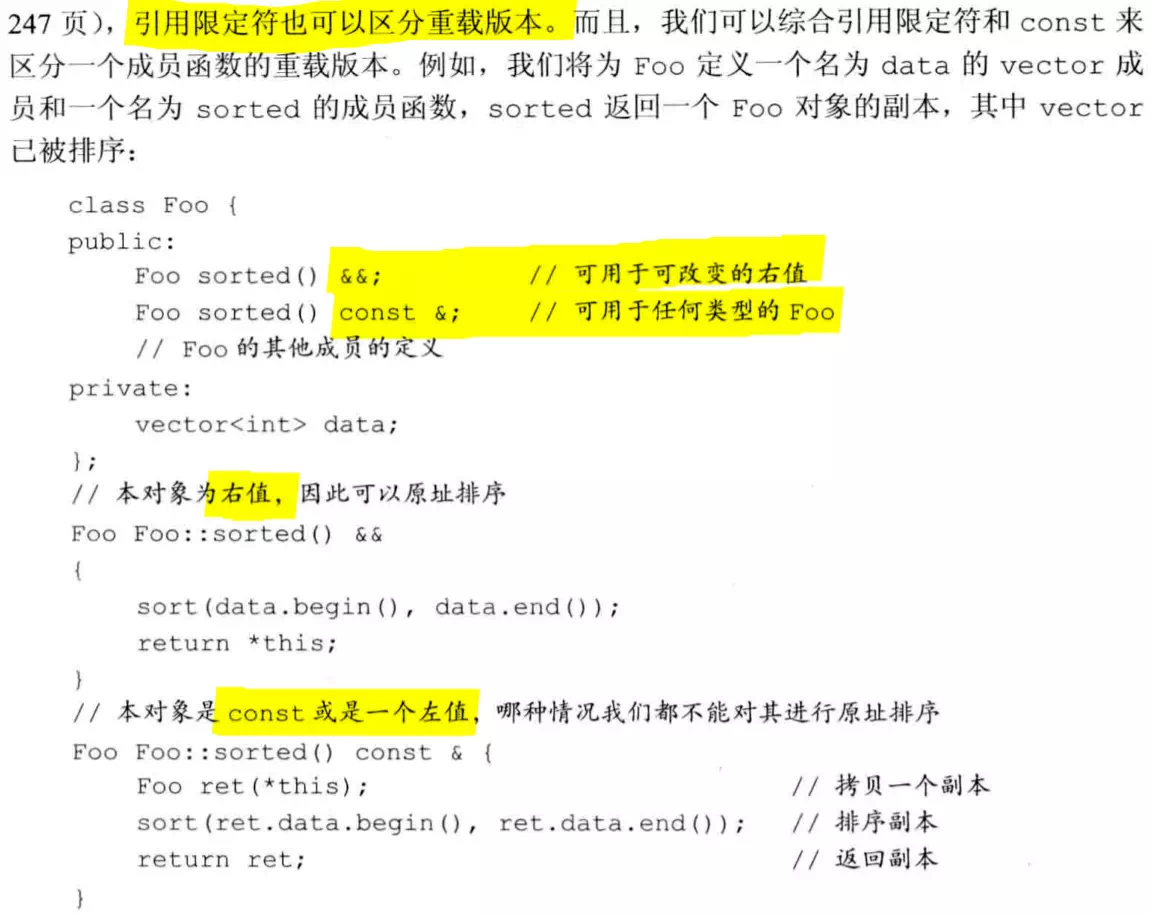 247 页），引用限定符也可以区分重载版本。而且，我们可以综合引用限定符和 const 来
区分一个成员函数的重载版本。例如，我们将为 Foo 定义一个名为 data 的 vector 成
员和一个名为 sorted 的成员函数，sorted 返回一个 Foo 对象的副本，其中 vector
已被排序：
class Foo {
public:
    Foo sorted() &&;         // 可用于可改变的右值
    Foo sorted() const &;    // 可用于任何类型的 Foo
    // Foo 的其他成员的定义
private:
    vector<int> data;
};
// 本对象为右值，因此可以原址排序
Foo Foo::sorted() &&
{
    sort(data.begin(), data.end());
    return *this;
}
// 本对象是 const 或是一个左值，哪种情况我们都不能对其进行原址排序
Foo Foo::sorted() const & {
    Foo ret(*this);                         // 拷贝一个副本
    sort(ret.data.begin(), ret.data.end());   // 排序副本
    return ret;                             // 返回副本
}